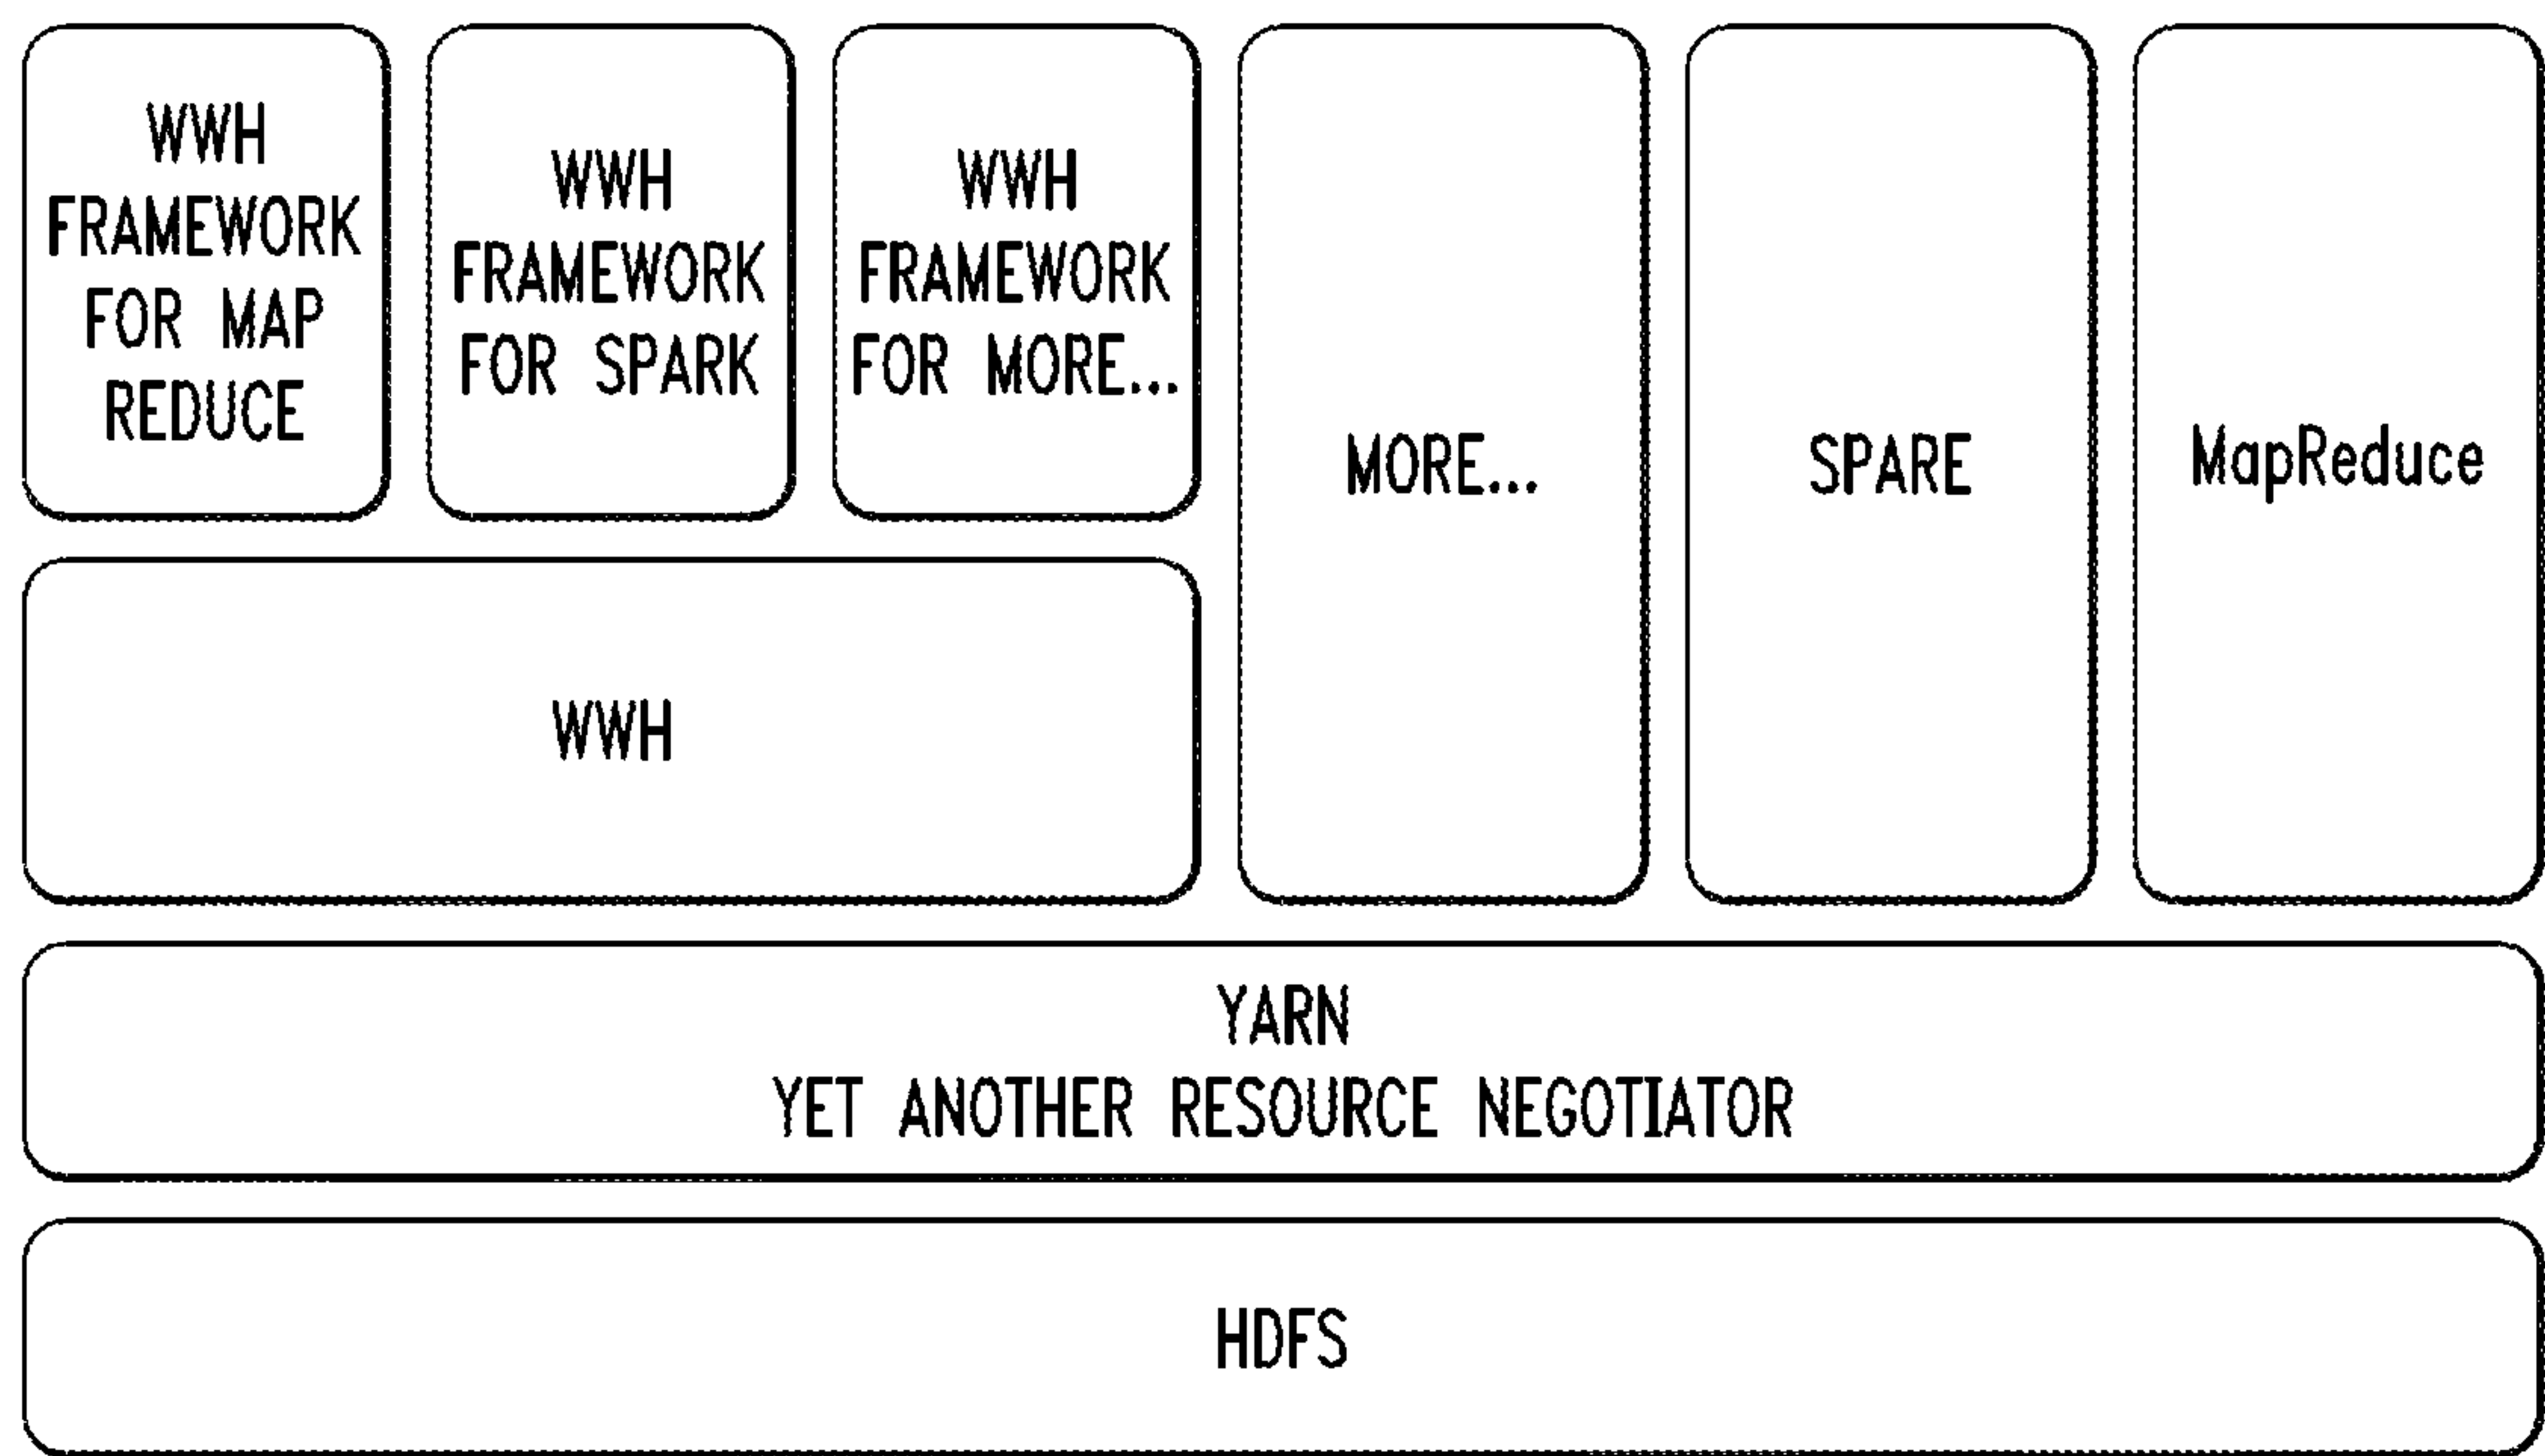 WWH
FRAMEWORK
FOR MAP
REDUCE
WWH
FRAMEWORK
FOR SPARK
WWH
FRAMEWORK
FOR MORE...
MORE...
SPARE
MapReduce
WWH
YARN
YET ANOTHER RESOURCE NEGOTIATOR
HDFS